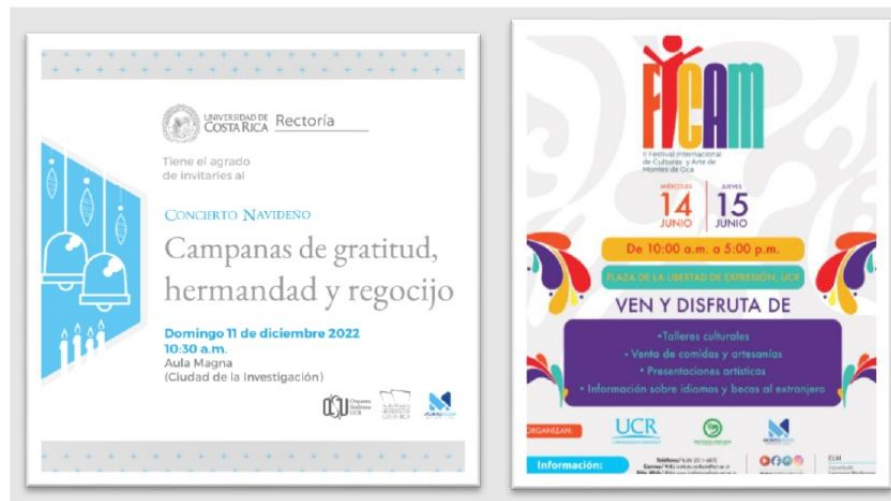 UNIVERSIDAD DE
COSTA RICA Rectoría
Tiene el agrado
de invitarles al
CONCIERTO NAVIDEÑO
Campanas de gratitud,
hermandad y regocijo
Domingo 11 de diciembre 2022
10:30 a.m.
Aula Magna
(Ciudad de la Investigación)
FICAM
II Festival Internacional
de Culturas y Arte de
Montes de Oca
MIÉRCOLES JUEVES
14 15
JUNIO JUNIO
De 10:00 a.m. a 5:00 p.m.
PLAZA DE LA LIBERTAD DE EXPRESIÓN, UCR
VEN Y DISFRUTA DE
•Talleres culturales
• Venta de comidas y artesanías
• Presentaciones artísticas
• Información sobre idiomas y becas al extranjero
ORGANIZAN:
UCR
Información: